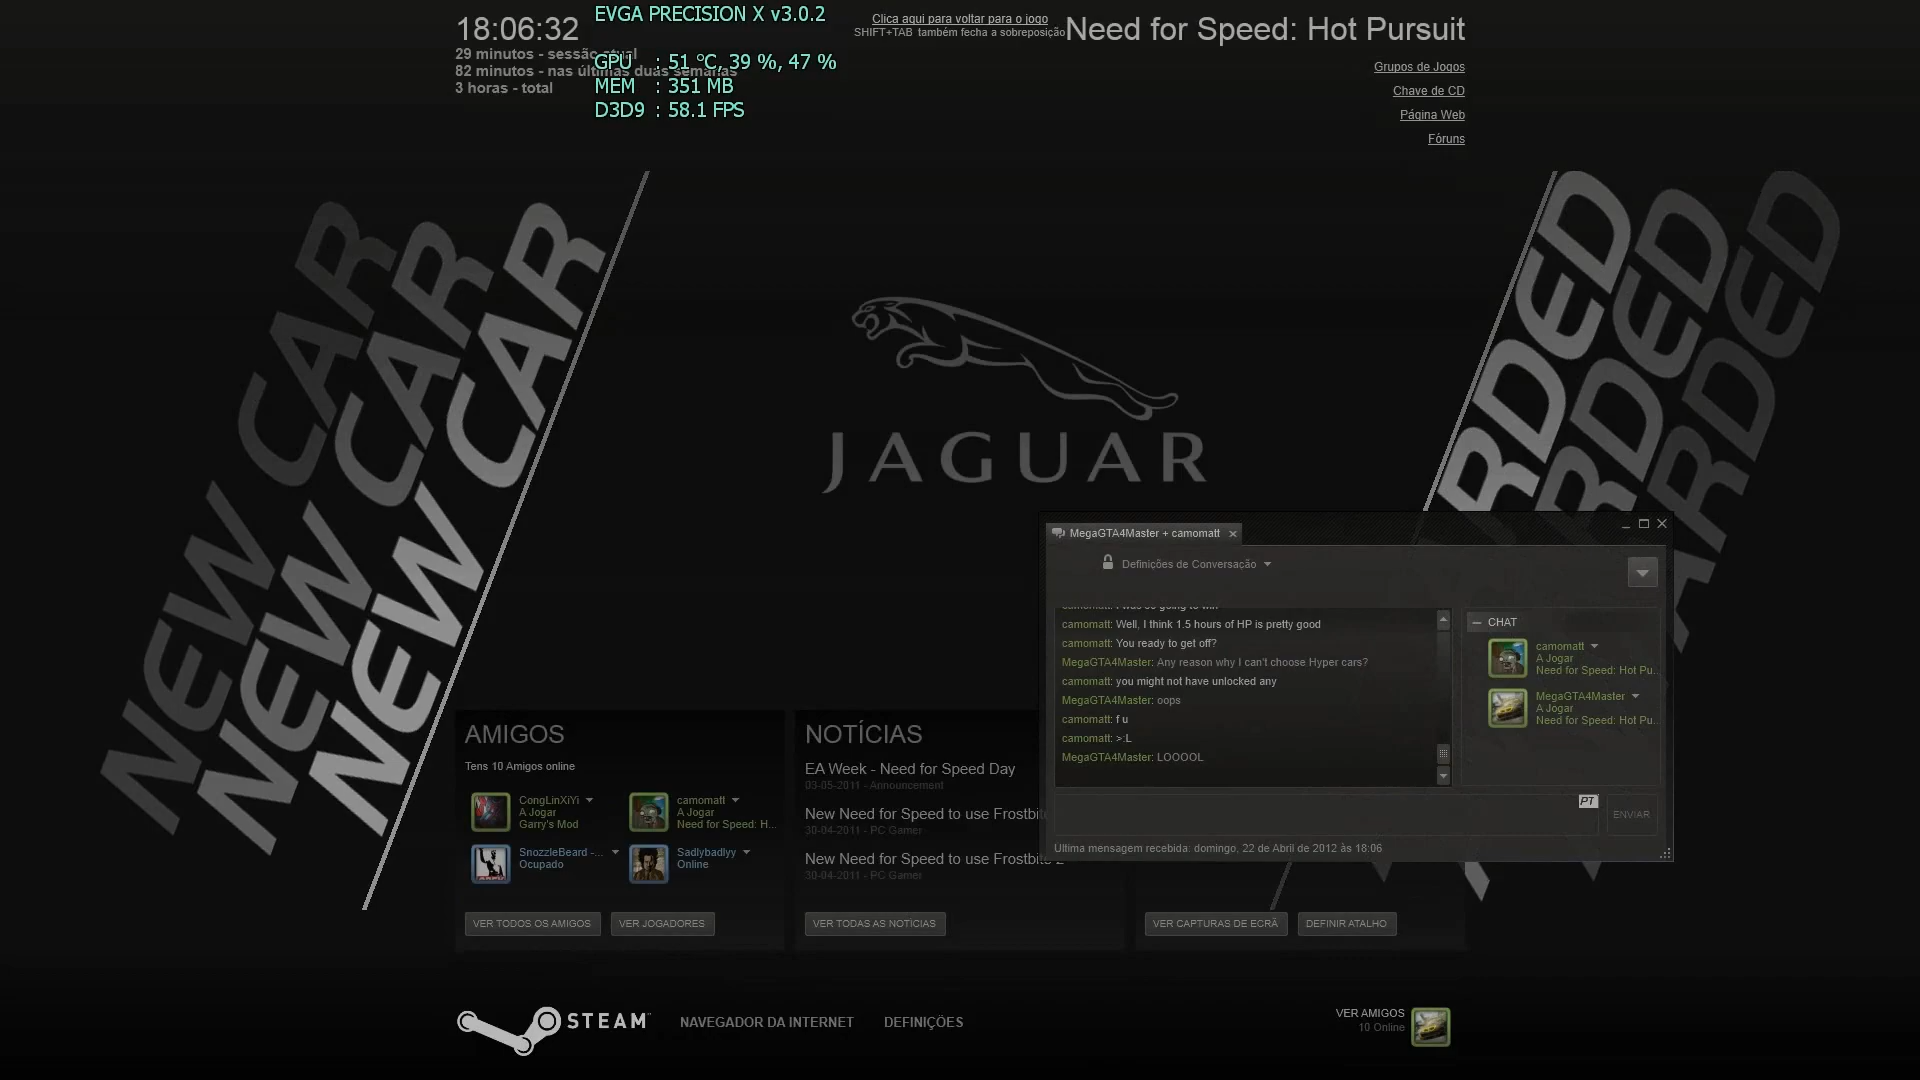 18:06:32
29 minutos - sessão atual
82 minutos - nas últimas duas semanas
3 horas - total
EVGA PRECISION X v3.0.2
GPU : 51 °C, 39 %, 47 %
MEM : 351 MB
D3D9 : 58.1 FPS
Clica aqui para voltar para o jogo
SHIFT+TAB também fecha a sobreposição
Need for Speed: Hot Pursuit
Grupos de Jogos
Chave de CD
Página Web
Fóruns
NEW CAR
NEW CAR
NEW CAR
RDED
RDED
RDED
JAGUAR
MegaGTA4Master + camomatt
Definições de Conversação
camomatt: I was so going to win
camomatt: Well, I think 1.5 hours of HP is pretty good
camomatt: You ready to get off?
MegaGTA4Master: Any reason why I can't choose Hyper cars?
camomatt: you might not have unlocked any
MegaGTA4Master: oops
camomatt: f u
camomatt: >:L
MegaGTA4Master: LOOOOL
CHAT
camomatt
A Jogar
Need for Speed: Hot Pu...
MegaGTA4Master
A Jogar
Need for Speed: Hot Pu...
PT
ENVIAR
Última mensagem recebida: domingo, 22 de Abril de 2012 às 18:06
AMIGOS
Tens 10 Amigos online
CongLinXiYi
A Jogar
Garry's Mod
camomatt
A Jogar
Need for Speed: H...
SnozzleBeard -...
Ocupado
Sadlybadlyy
Online
VER TODOS OS AMIGOS
VER JOGADORES
NOTÍCIAS
EA Week - Need for Speed Day
03-05-2011 - Announcement
New Need for Speed to use Frostbite
30-04-2011 - PC Gamer
New Need for Speed to use Frostbite 2
30-04-2011 - PC Gamer
VER TODAS AS NOTÍCIAS
VER CAPTURAS DE ECRÃ
DEFINIR ATALHO
STEAM
NAVEGADOR DA INTERNET
DEFINIÇÕES
VER AMIGOS
10 Online